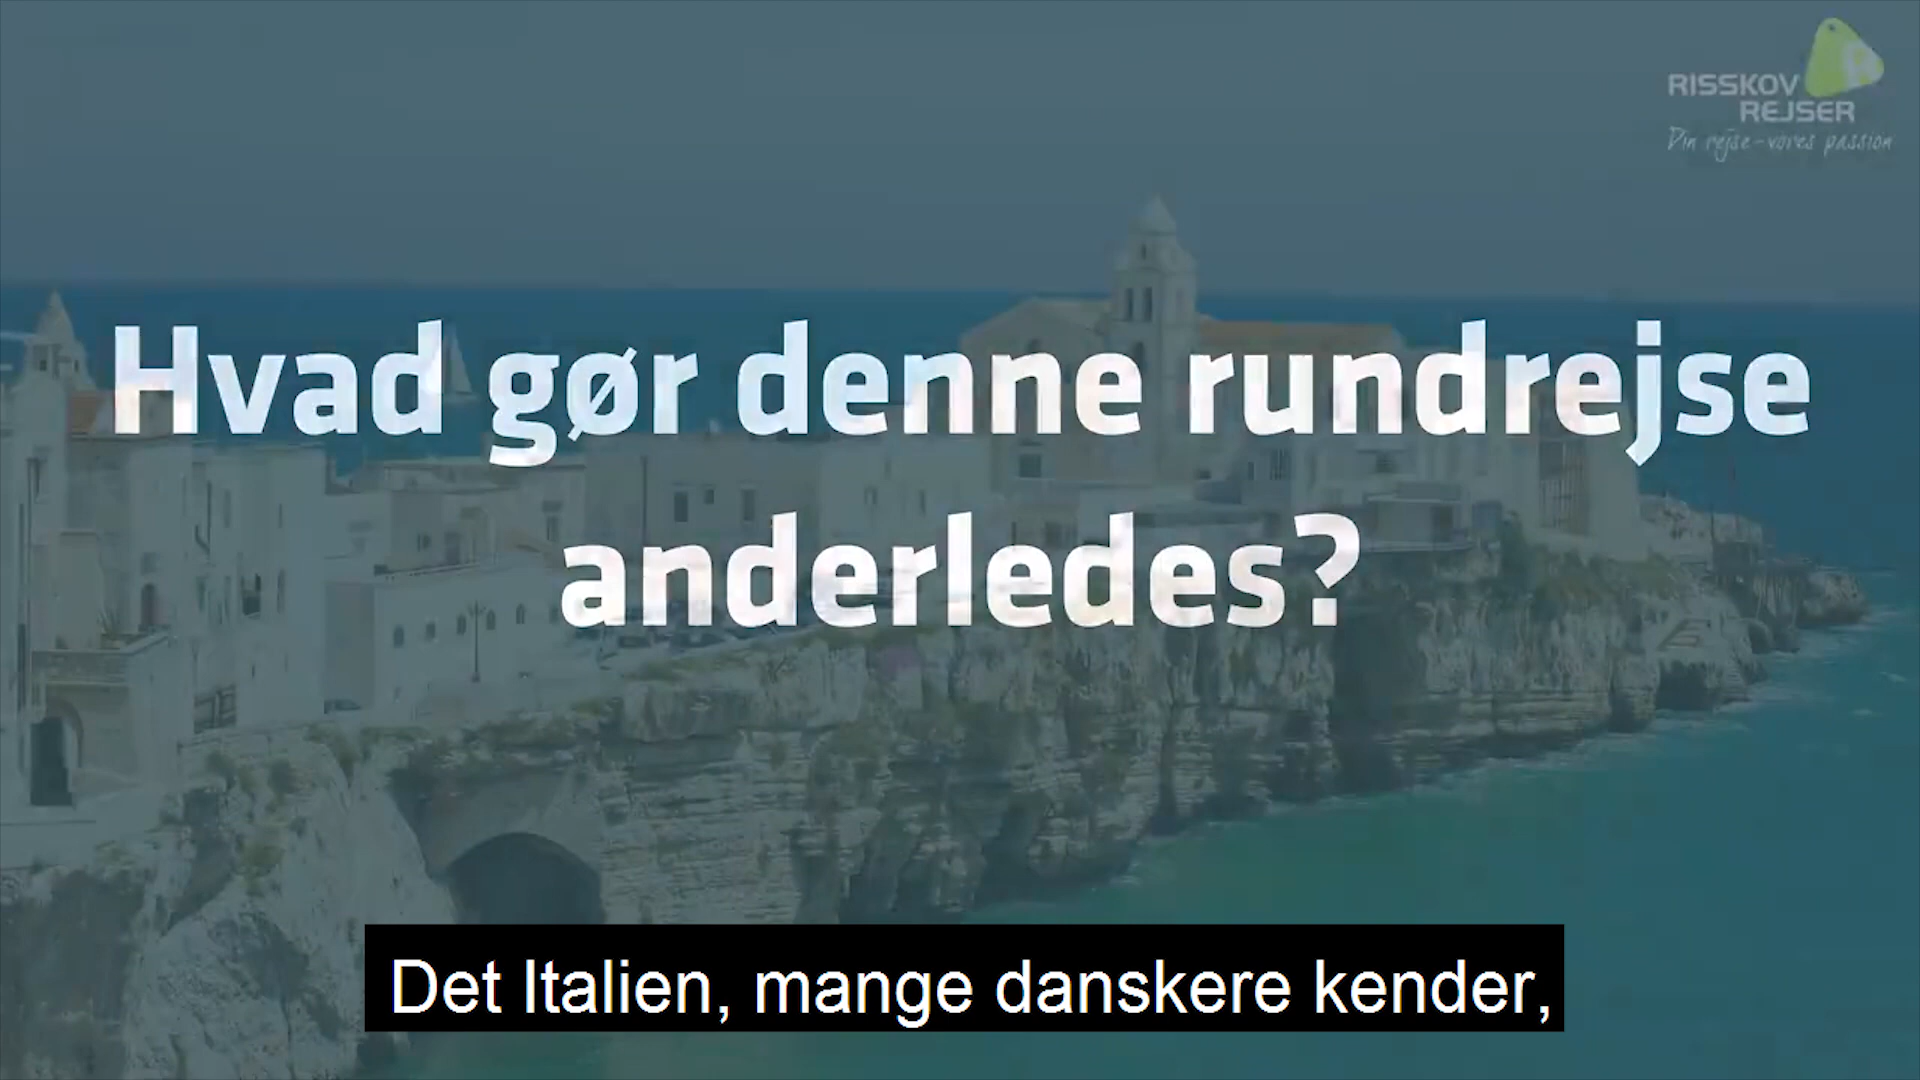 RISSKOV
REJSER
Din rejse - vores passion
Hvad gør denne rundrejse
anderledes?
Det Italien, mange danskere kender,